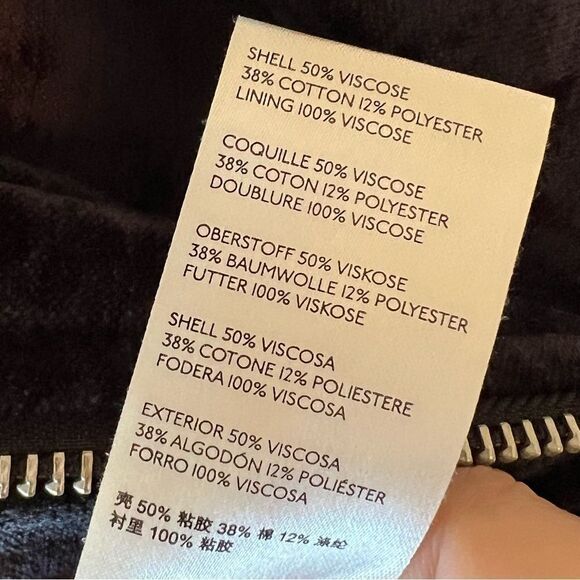 SHELL 50% VISCOSE
38% COTTON 12% POLYESTER
LINING 100% VISCOSE
COQUILLE 50% VISCOSE
38% COTON 12% POLYESTER
DOUBLURE 100% VISCOSE
OBERSTOFF 50% VISKOSE
38% BAUMWOLLE 12% POLYESTER
FUTTER 100% VISKOSE
SHELL 50% VISCOSA
38% COTONE 12% POLIESTERE
FODERA 100% VISCOSA
EXTERIOR 50% VISCOSA
38% ALGODÓN 12% POLIÉSTER
FORRO 100% VISCOSA
壳 50% 粘胶 38% 棉 12% 涤纶
衬里 100% 粘胶